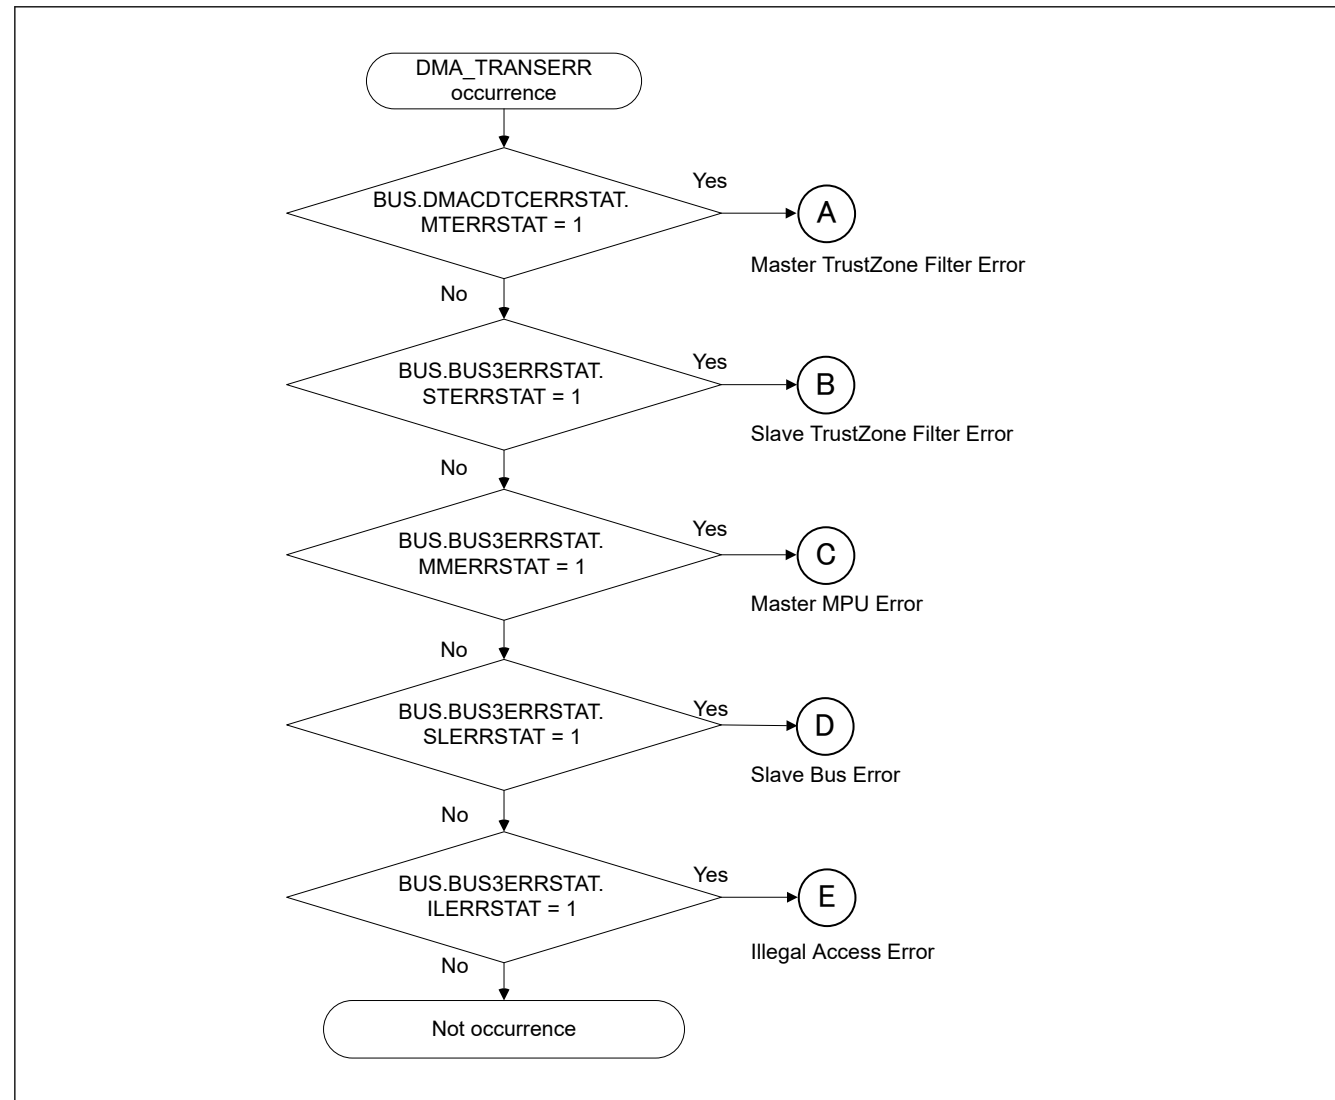 DMA_TRANSERR
occurrence
Yes
BUS.DMACDTCERRSTAT.
MTERRSTAT = 1
A
Master TrustZone Filter Error
No
Yes
BUS.BUS3ERRSTAT.
STERRSTAT = 1
B
Slave TrustZone Filter Error
No
Yes
BUS.BUS3ERRSTAT.
MMERRSTAT = 1
C
Master MPU Error
No
Yes
BUS.BUS3ERRSTAT.
SLERRSTAT = 1
D
Slave Bus Error
No
Yes
BUS.BUS3ERRSTAT.
ILERRSTAT = 1
E
Illegal Access Error
No
Not occurrence